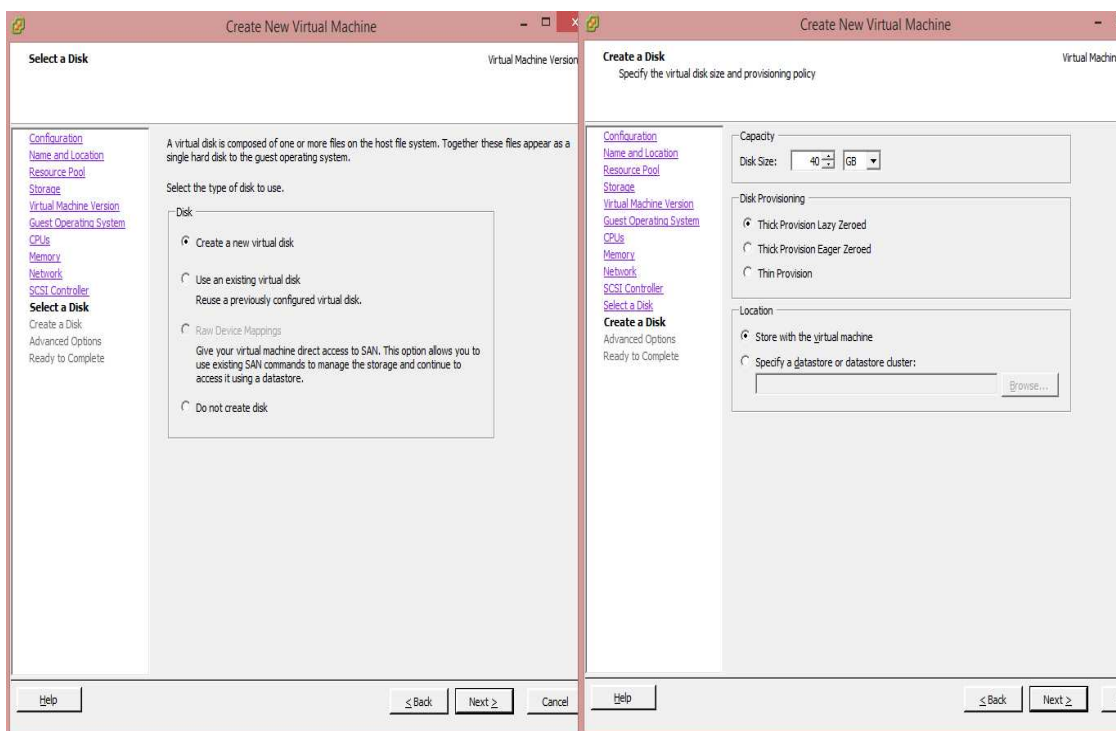 Create New Virtual Machine
Select a Disk
Virtual Machine Version
Configuration
Name and Location
Resource Pool
Storage
Virtual Machine Version
Guest Operating System
CPUs
Memory
Network
SCSI Controller
Select a Disk
Create a Disk
Advanced Options
Ready to Complete
A virtual disk is composed of one or more files on the host file system. Together these files appear as a
single hard disk to the guest operating system.
Select the type of disk to use.
Disk
Create a new virtual disk
Use an existing virtual disk
Reuse a previously configured virtual disk.
Raw Device Mappings
Give your virtual machine direct access to SAN. This option allows you to
use existing SAN commands to manage the storage and continue to
access it using a datastore.
Do not create disk
Help
< Back
Next >
Cancel
Create New Virtual Machine
Create a Disk
Specify the virtual disk size and provisioning policy
Virtual Machin
Configuration
Name and Location
Resource Pool
Storage
Virtual Machine Version
Guest Operating System
CPUs
Memory
Network
SCSI Controller
Select a Disk
Create a Disk
Advanced Options
Ready to Complete
Capacity
Disk Size: 40 GB
Disk Provisioning
Thick Provision Lazy Zeroed
Thick Provision Eager Zeroed
Thin Provision
Location
Store with the virtual machine
Specify a datastore or datastore cluster:
Browse...
Help
< Back
Next >